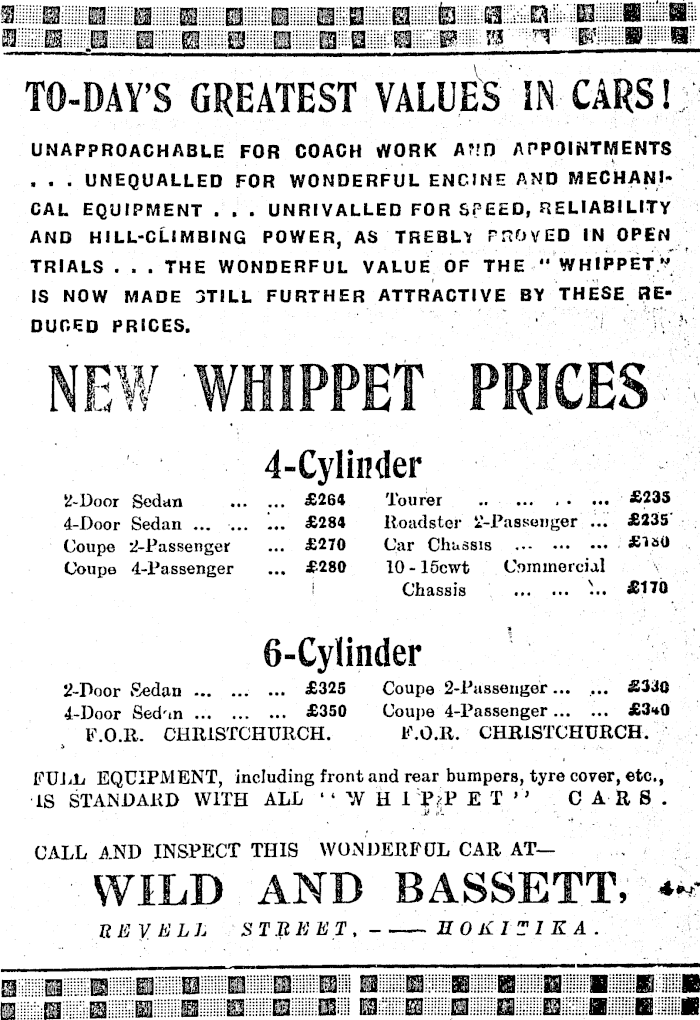 TO-DAY'S GREATEST VALUES IN CARS!
UNAPPROACHABLE FOR COACH WORK AND APPOINTMENTS
... UNEQUALLED FOR WONDERFUL ENGINE AND MECHANI-
CAL EQUIPMENT ... UNRIVALLED FOR SPEED, RELIABILITY
AND HILL-CLIMBING POWER, AS TREBLY PROVED IN OPEN
TRIALS ... THE WONDERFUL VALUE OF THE "WHIPPET"
IS NOW MADE STILL FURTHER ATTRACTIVE BY THESE RE-
DUCED PRICES.
NEW WHIPPET PRICES
4-Cylinder
2-Door Sedan ... ... £264
4-Door Sedan ... ... ... £284
Coupe 2-Passenger ... £270
Coupe 4-Passenger ... £280
Tourer .. ... .. ... £235
Roadster 2-Passenger ... £235
Car Chassis ... ... ... £180
10-15cwt Commercial
Chassis ... ... ... £170
6-Cylinder
2-Door Sedan ... ... ... £325
4-Door Sedan ... ... ... £350
F.O.R. CHRISTCHURCH.
Coupe 2-Passenger ... ... £330
Coupe 4-Passenger ... ... £340
F.O.R. CHRISTCHURCH.
FULL EQUIPMENT, including front and rear bumpers, tyre cover, etc.,
IS STANDARD WITH ALL "WHIPPET" CARS.
CALL AND INSPECT THIS WONDERFUL CAR AT—
WILD AND BASSETT,
REVELL STREET, -—— HOKITIKA.